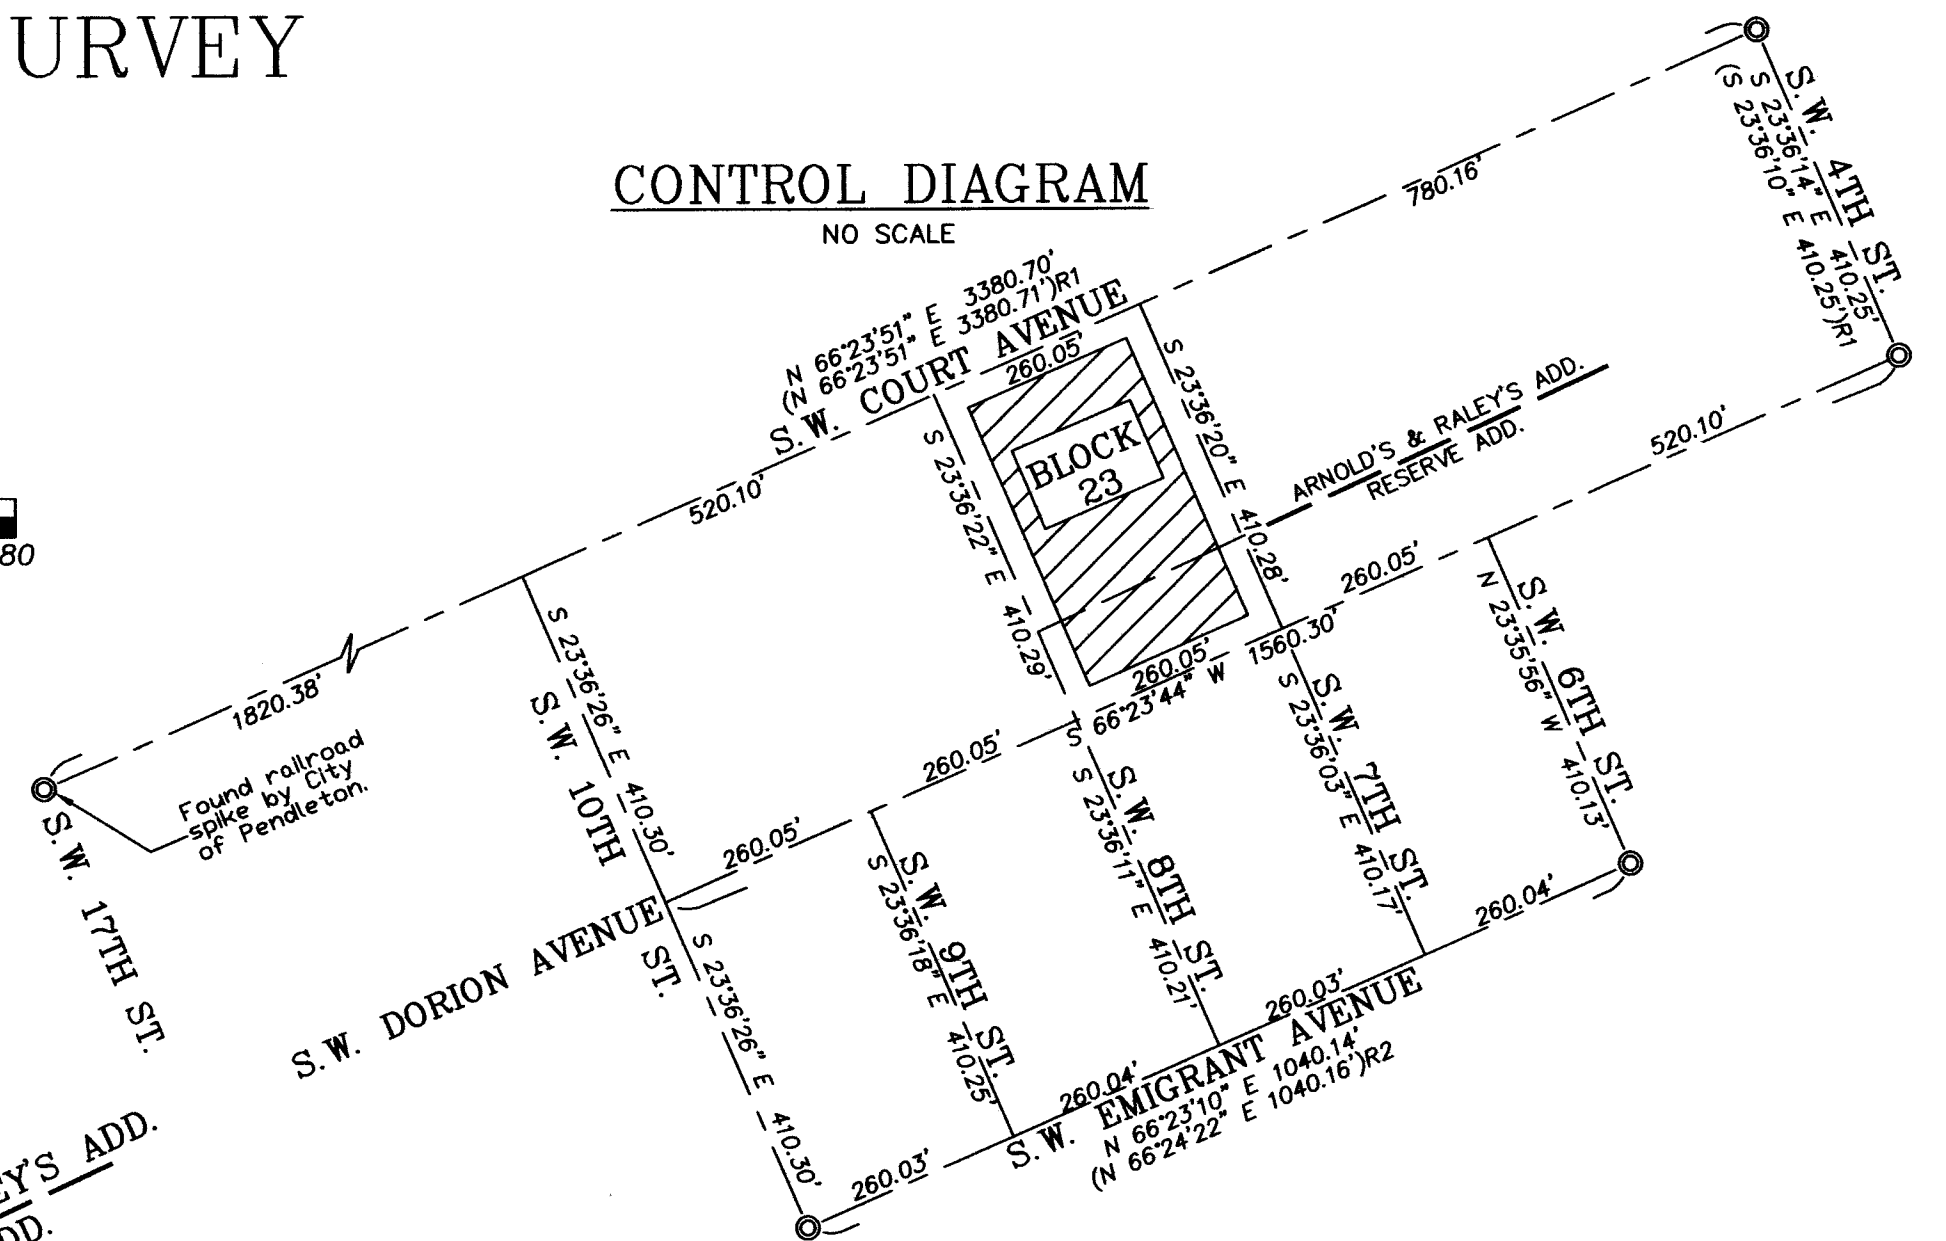 URVEY
CONTROL DIAGRAM
NO SCALE
80
N 66°23'51" E 3380.70'
(N 66°23'51" E 3380.71')R1
S.W. COURT AVENUE
780.16'
260.05'
520.10'
1820.38'
S.W. 4TH ST.
S 23°36'14" E 410.25'
(S 23°36'10" E 410.25')R1
BLOCK
23
S 23°36'20" E 410.28'
S 23°36'22" E 410.29'
ARNOLD'S & RALEY'S ADD.
RESERVE ADD.
520.10'
260.05'
1560.30'
260.05'
S 66°23'44" W
260.05'
260.05'
Found railroad
spike by City
of Pendleton.
S.W. 17TH ST.
S 23°36'26" E 410.30'
S.W. 10TH ST.
S.W. DORION AVENUE
S 23°36'26" E 410.30'
S.W. 9TH ST.
S 23°36'18" E 410.25'
S.W. 8TH ST.
S 23°36'11" E 410.21'
S.W. 7TH ST.
S 23°36'03" E 410.17'
S.W. 6TH ST.
N 23°35'56" W 410.13'
260.04'
260.03'
260.04'
260.03'
S.W. EMIGRANT AVENUE
N 66°23'10" E 1040.14'
(N 66°24'22" E 1040.16')R2
EY'S ADD.
DD.